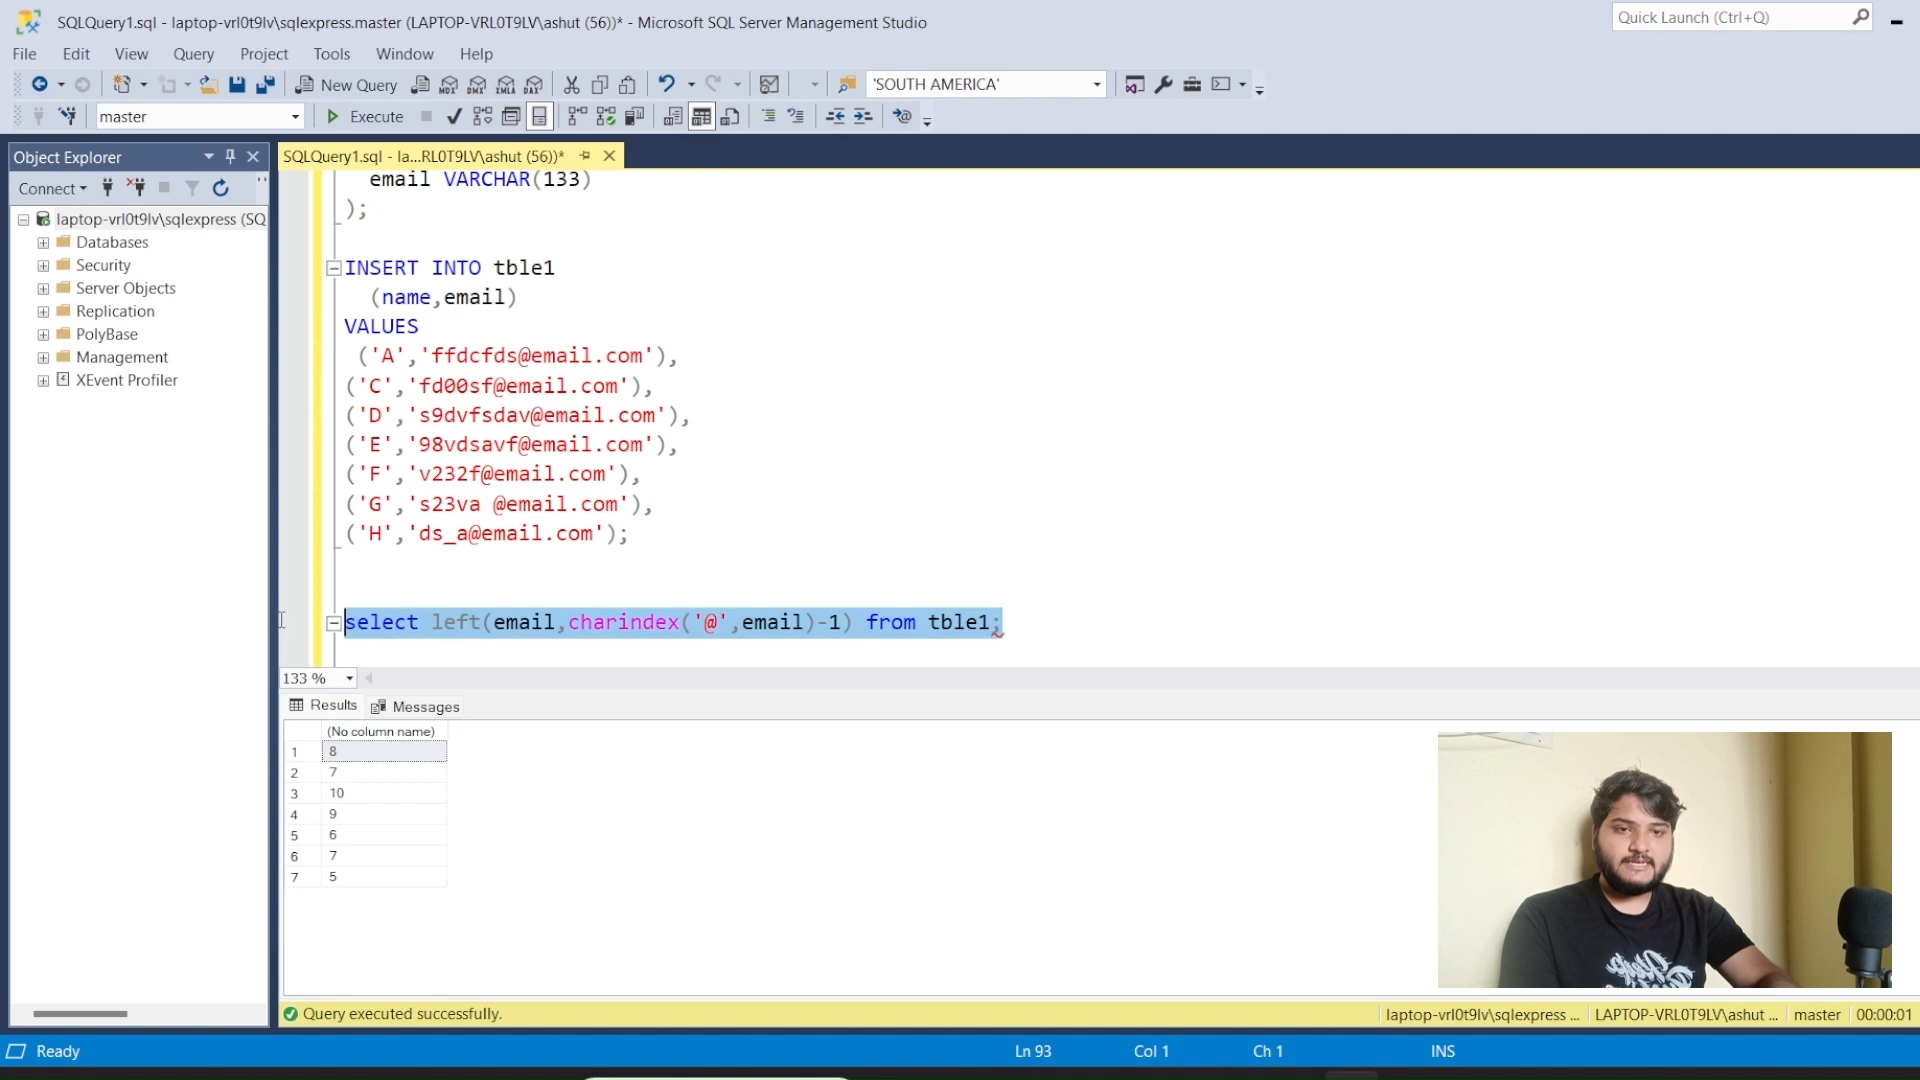 SQLQuery1.sql - laptop-vrl0t9lv\sqlexpress.master (LAPTOP-VRL0T9LV\ashut (56))* - Microsoft SQL Server Management Studio
Quick Launch (Ctrl+Q)
File Edit View Query Project Tools Window Help
New Query MDX DMX XMLA DAX 'SOUTH AMERICA'
master Execute
Object Explorer
SQLQuery1.sql - la...RL0T9LV\ashut (56))*
Connect
laptop-vrl0t9lv\sqlexpress (SQ
Databases
Security
Server Objects
Replication
PolyBase
Management
XEvent Profiler
email VARCHAR(133)
);
INSERT INTO tble1
(name,email)
VALUES
('A','ffdcfds@email.com'),
('C','fd00sf@email.com'),
('D','s9dvfsdav@email.com'),
('E','98vdsavf@email.com'),
('F','v232f@email.com'),
('G','s23va @email.com'),
('H','ds_a@email.com');
select left(email,charindex('@',email)-1) from tble1;
133 %
Results Messages
(No column name)
1 8
2 7
3 10
4 9
5 6
6 7
7 5
Query executed successfully.
laptop-vrl0t9lv\sqlexpress ... LAPTOP-VRL0T9LV\ashut ... master 00:00:01
Ready Ln 93 Col 1 Ch 1 INS